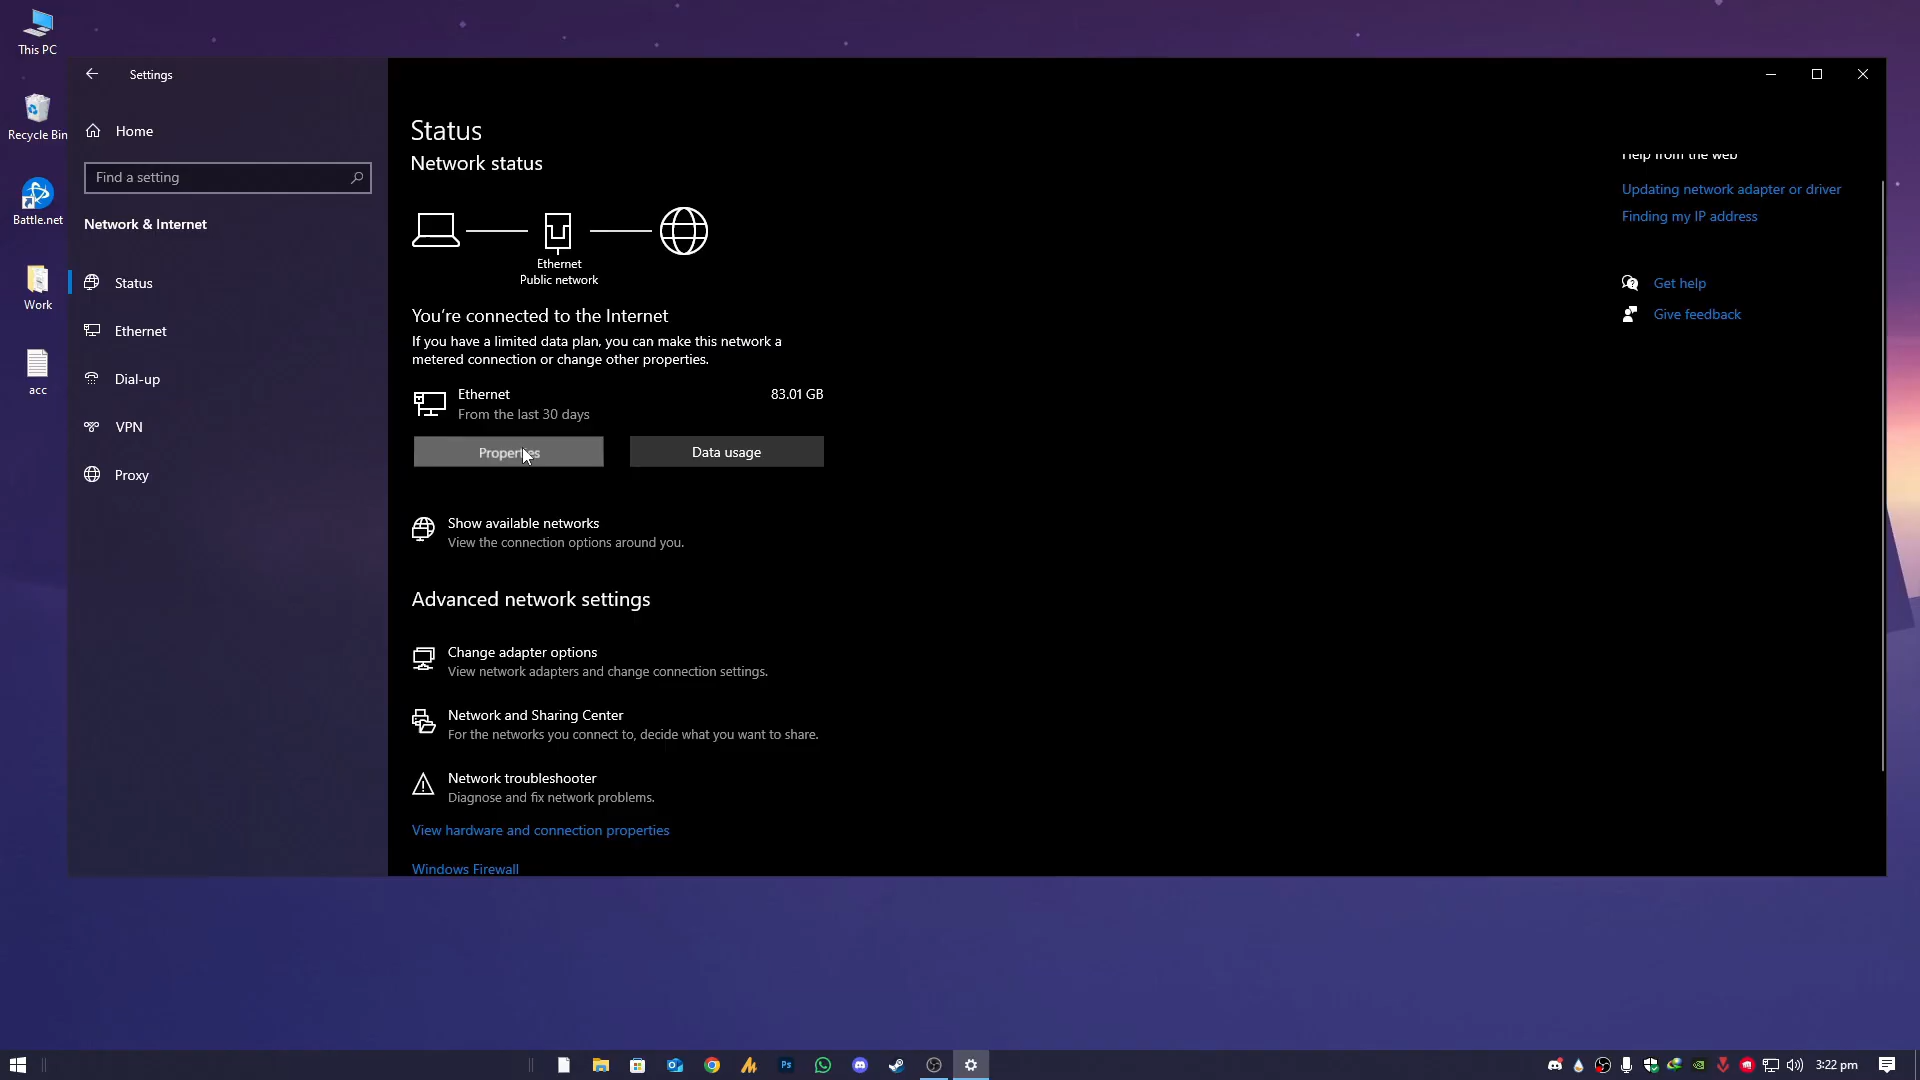 This PC
Recycle Bin
Battle.net
Work
acc
Settings
Home
Find a setting
Network & Internet
Status
Ethernet
Dial-up
VPN
Proxy
Status
Network status
Ethernet
Public network
You're connected to the Internet
If you have a limited data plan, you can make this network a
metered connection or change other properties.
Ethernet
83.01 GB
From the last 30 days
Properties
Data usage
Show available networks
View the connection options around you.
Advanced network settings
Change adapter options
View network adapters and change connection settings.
Network and Sharing Center
For the networks you connect to, decide what you want to share.
Network troubleshooter
Diagnose and fix network problems.
View hardware and connection properties
Windows Firewall
Help from the web
Updating network adapter or driver
Finding my IP address
Get help
Give feedback
Ps
3:22 pm